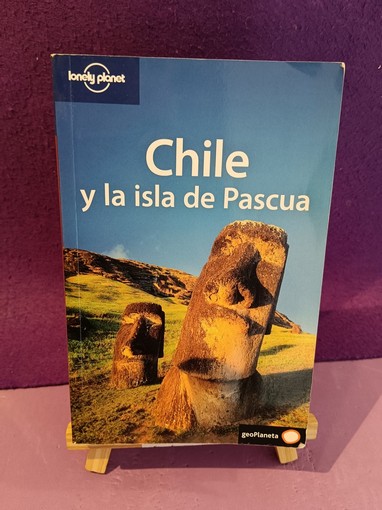 lonely planet
Chile
y la isla de Pascua
geoPlaneta